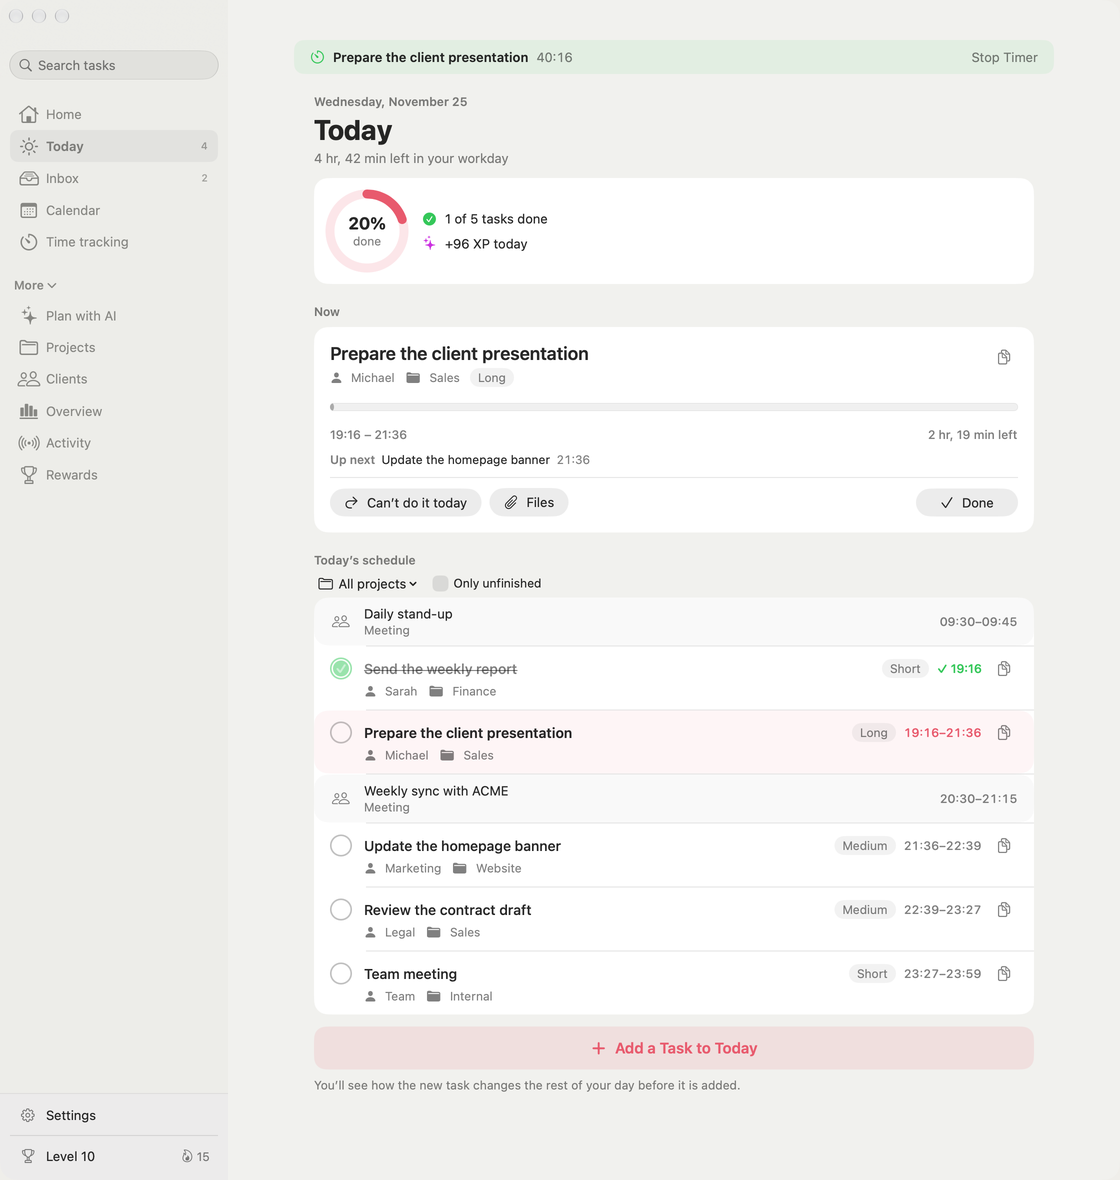 Search tasks
Home
Today 4
Inbox 2
Calendar
Time tracking
More
Plan with AI
Projects
Clients
Overview
Activity
Rewards
Settings
Level 10 15
Prepare the client presentation 40:16 Stop Timer
Wednesday, November 25
Today
4 hr, 42 min left in your workday
20%
done
1 of 5 tasks done
+96 XP today
Now
Prepare the client presentation
Michael Sales Long
19:16 – 21:36 2 hr, 19 min left
Up next Update the homepage banner 21:36
Can’t do it today Files Done
Today’s schedule
All projects Only unfinished
Daily stand-up
Meeting
09:30–09:45
Send the weekly report Short 19:16
Sarah Finance
Prepare the client presentation Long 19:16–21:36
Michael Sales
Weekly sync with ACME
Meeting
20:30–21:15
Update the homepage banner Medium 21:36–22:39
Marketing Website
Review the contract draft Medium 22:39–23:27
Legal Sales
Team meeting Short 23:27–23:59
Team Internal
+ Add a Task to Today
You’ll see how the new task changes the rest of your day before it is added.